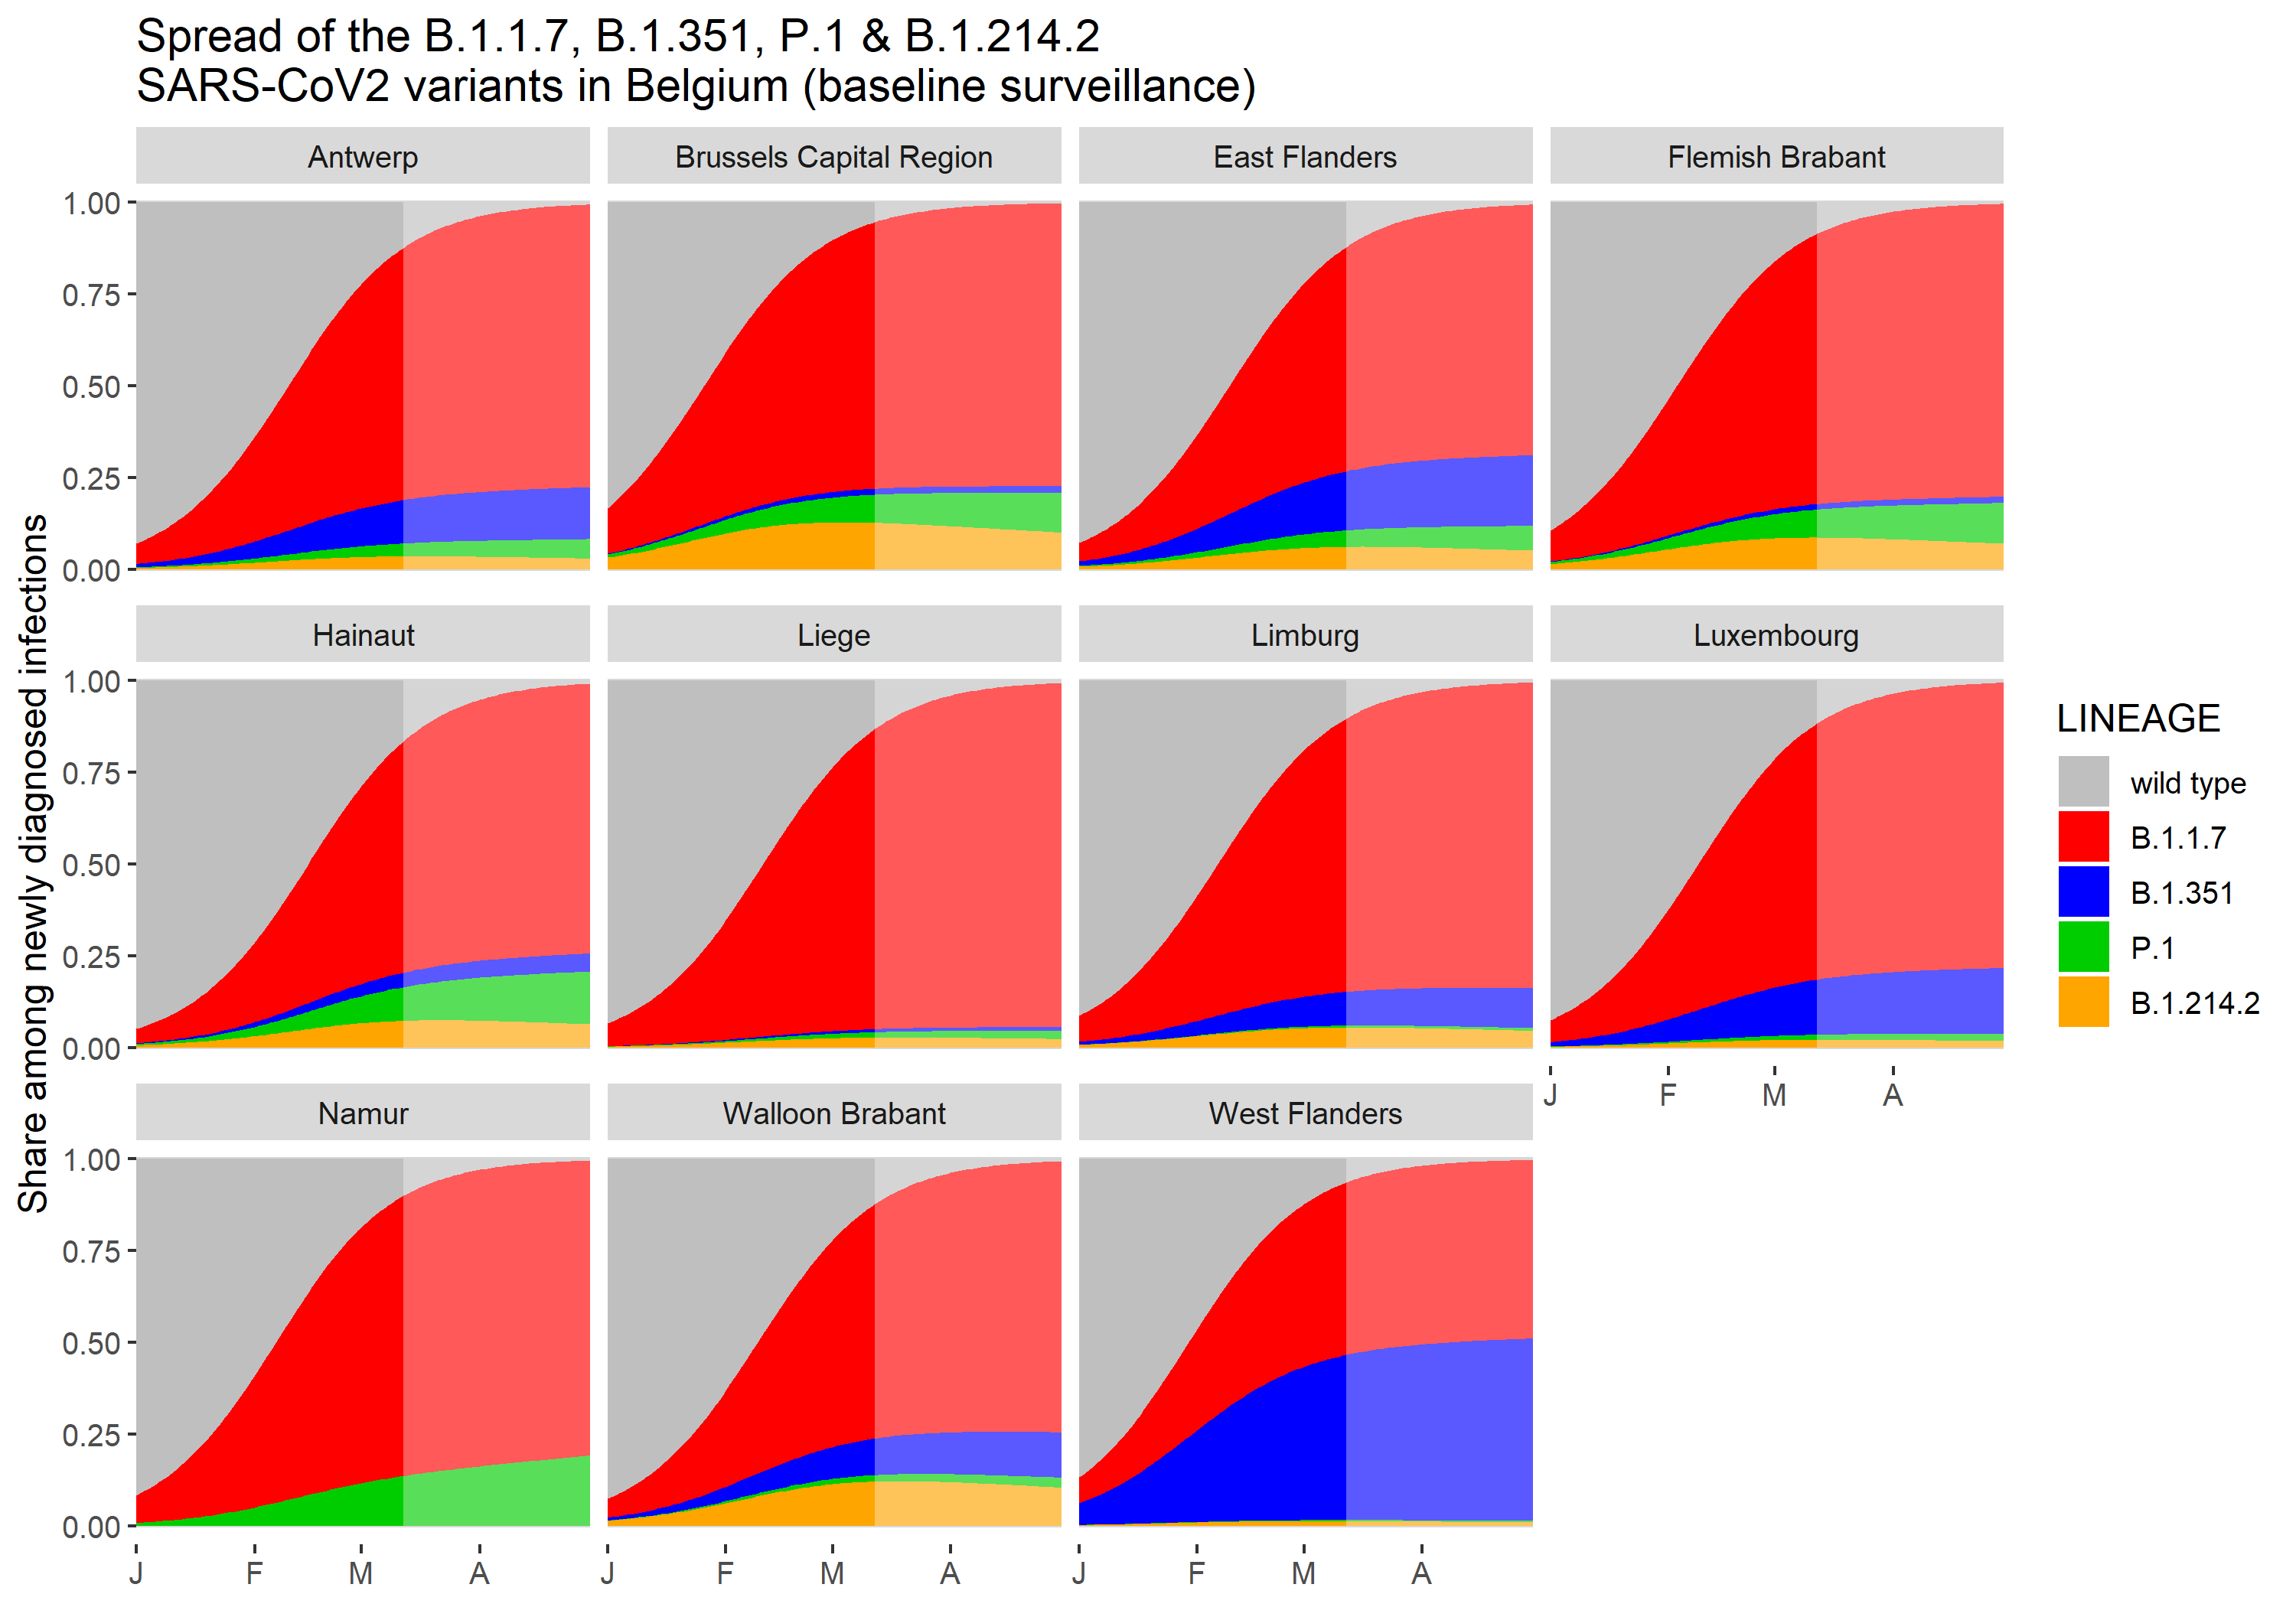 Spread of the B.1.1.7, B.1.351, P.1 & B.1.214.2
SARS-CoV2 variants in Belgium (baseline surveillance)
Share among newly diagnosed infections
Antwerp
Brussels Capital Region
East Flanders
Flemish Brabant
1.00
0.75
0.50
0.25
0.00
Hainaut
Liege
Limburg
Luxembourg
1.00
0.75
0.50
0.25
0.00
J F M A
Namur
Walloon Brabant
West Flanders
1.00
0.75
0.50
0.25
0.00
J F M A
J F M A
J F M A
LINEAGE
wild type
B.1.1.7
B.1.351
P.1
B.1.214.2